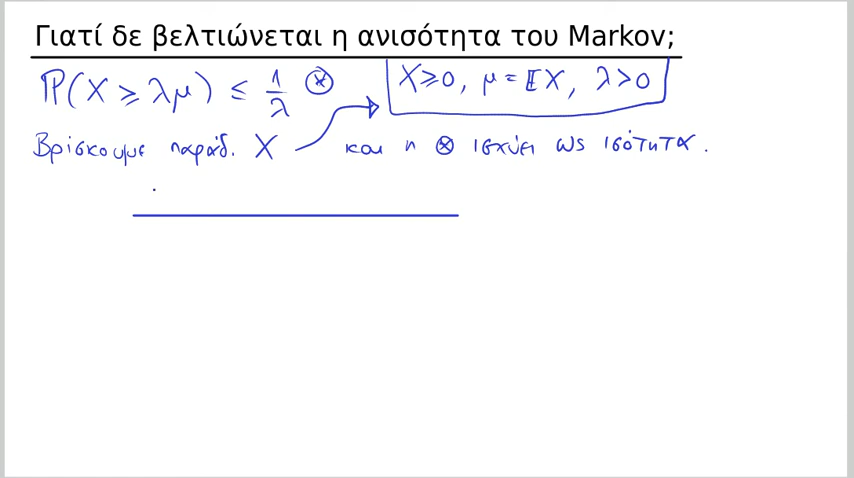 Γιατί δε βελτιώνεται η ανισότητα του Markov;
ℙ(X ≥ λμ) ≤ 1/λ ⊛ X≥0, μ = 𝔼X, λ>0
Βρίσκουμε παράδ. X και η ⊛ ισχύει ως ισότητα.